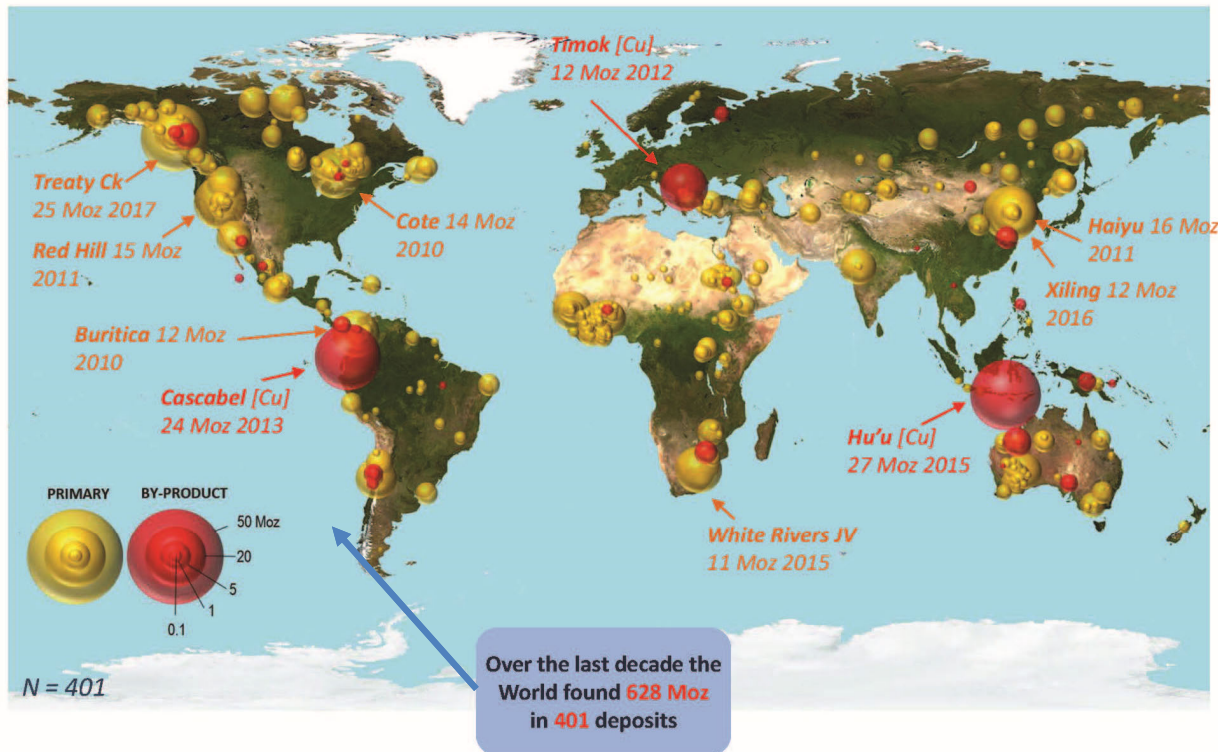 Timok [Cu]
12 Moz 2012
Treaty Ck
25 Moz 2017
Red Hill 15 Moz
2011
Cote 14 Moz
2010
Haiyu 16 Moz
2011
Xiling 12 Moz
2016
Buritica 12 Moz
2010
Cascabel [Cu]
24 Moz 2013
Hu’u [Cu]
27 Moz 2015
White Rivers JV
11 Moz 2015
PRIMARY
BY-PRODUCT
50 Moz
20
5
1
0.1
N = 401
Over the last decade the
World found 628 Moz
in 401 deposits